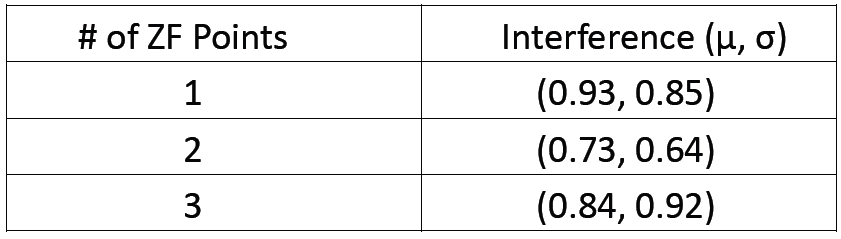 # of ZF Points Interference (μ, σ)
1 (0.93, 0.85)
2 (0.73, 0.64)
3 (0.84, 0.92)